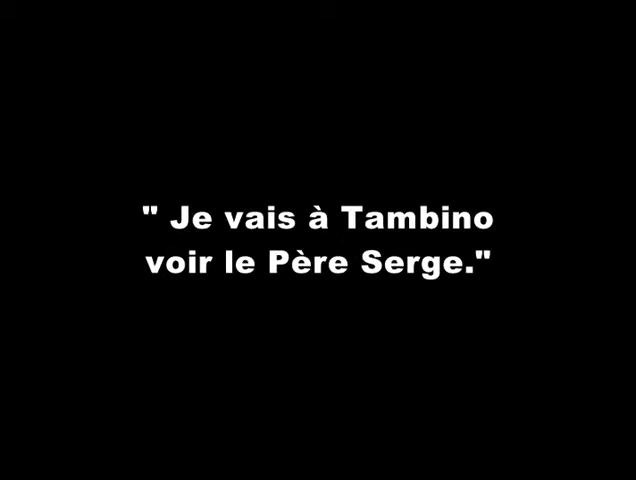 " Je vais à Tambino
voir le Père Serge."